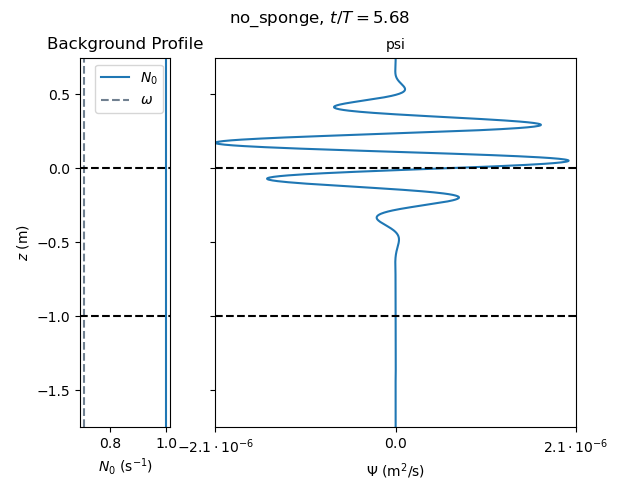 no_sponge, t/T = 5.68
Background Profile
psi
N₀
ω
0.5
0.0
−0.5
−1.0
−1.5
z (m)
0.8
1.0
N₀ (s⁻¹)
−2.1 · 10⁻⁶
0.0
2.1 · 10⁻⁶
Ψ (m²/s)